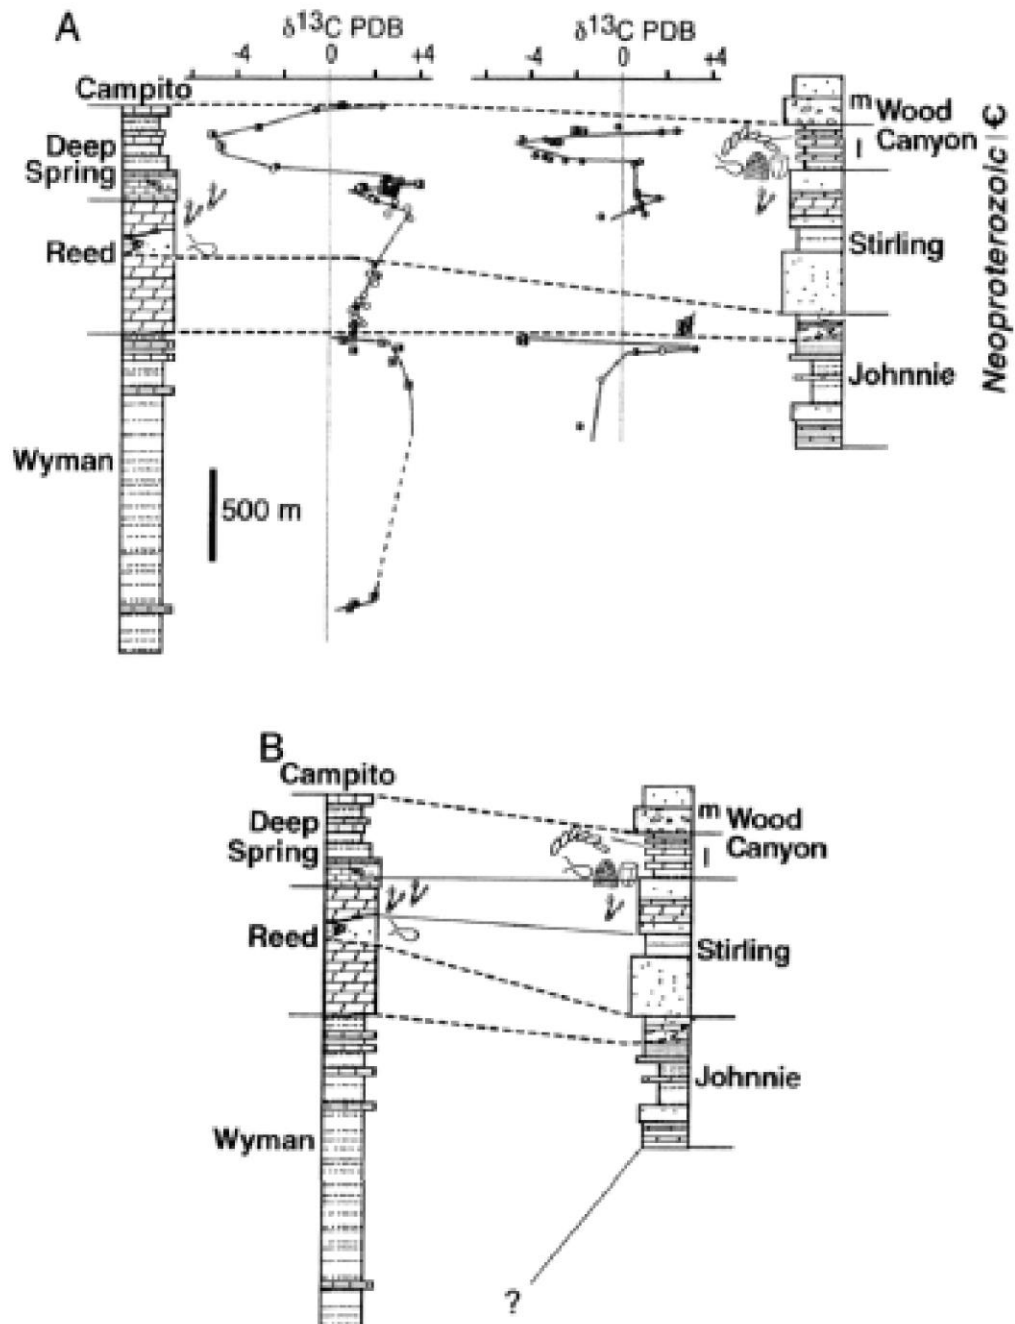 A
δ13C PDB
δ13C PDB
-4 0 +4
-4 0 +4
Campito
Deep
Spring
Reed
Wyman
500 m
m Wood
l Canyon
Stirling
Johnnie
Neoproterozoic | Ꞓ
B
Campito
Deep
Spring
Reed
Wyman
m Wood
l Canyon
Stirling
Johnnie
?